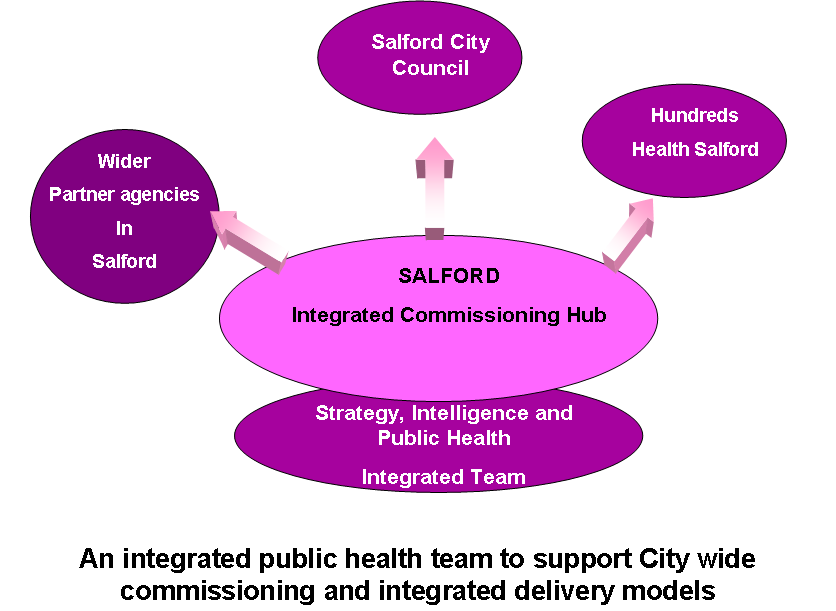 Salford City
Council
Hundreds
Health Salford
Wider
Partner agencies
In
Salford
SALFORD
Integrated Commissioning Hub
Strategy, Intelligence and
Public Health
Integrated Team
An integrated public health team to support City wide
commissioning and integrated delivery models